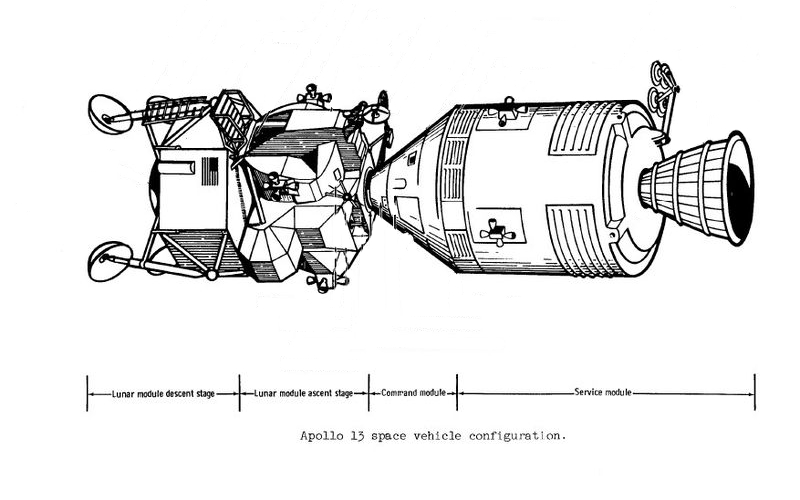 Lunar module descent stage
Lunar module ascent stage
Command module
Service module
Apollo 13 space vehicle configuration.